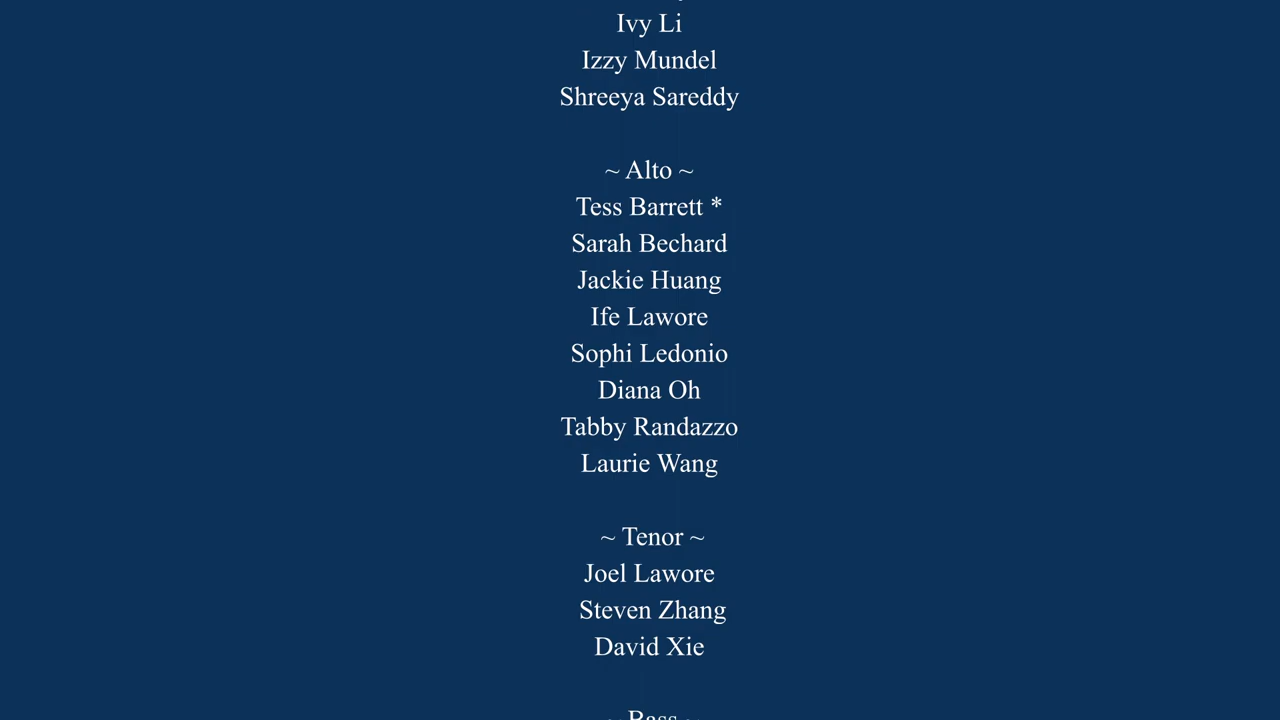 Ivy Li
Izzy Mundel
Shreeya Sareddy
~ Alto ~
Tess Barrett *
Sarah Bechard
Jackie Huang
Ife Lawore
Sophi Ledonio
Diana Oh
Tabby Randazzo
Laurie Wang
~ Tenor ~
Joel Lawore
Steven Zhang
David Xie
~ Bass ~